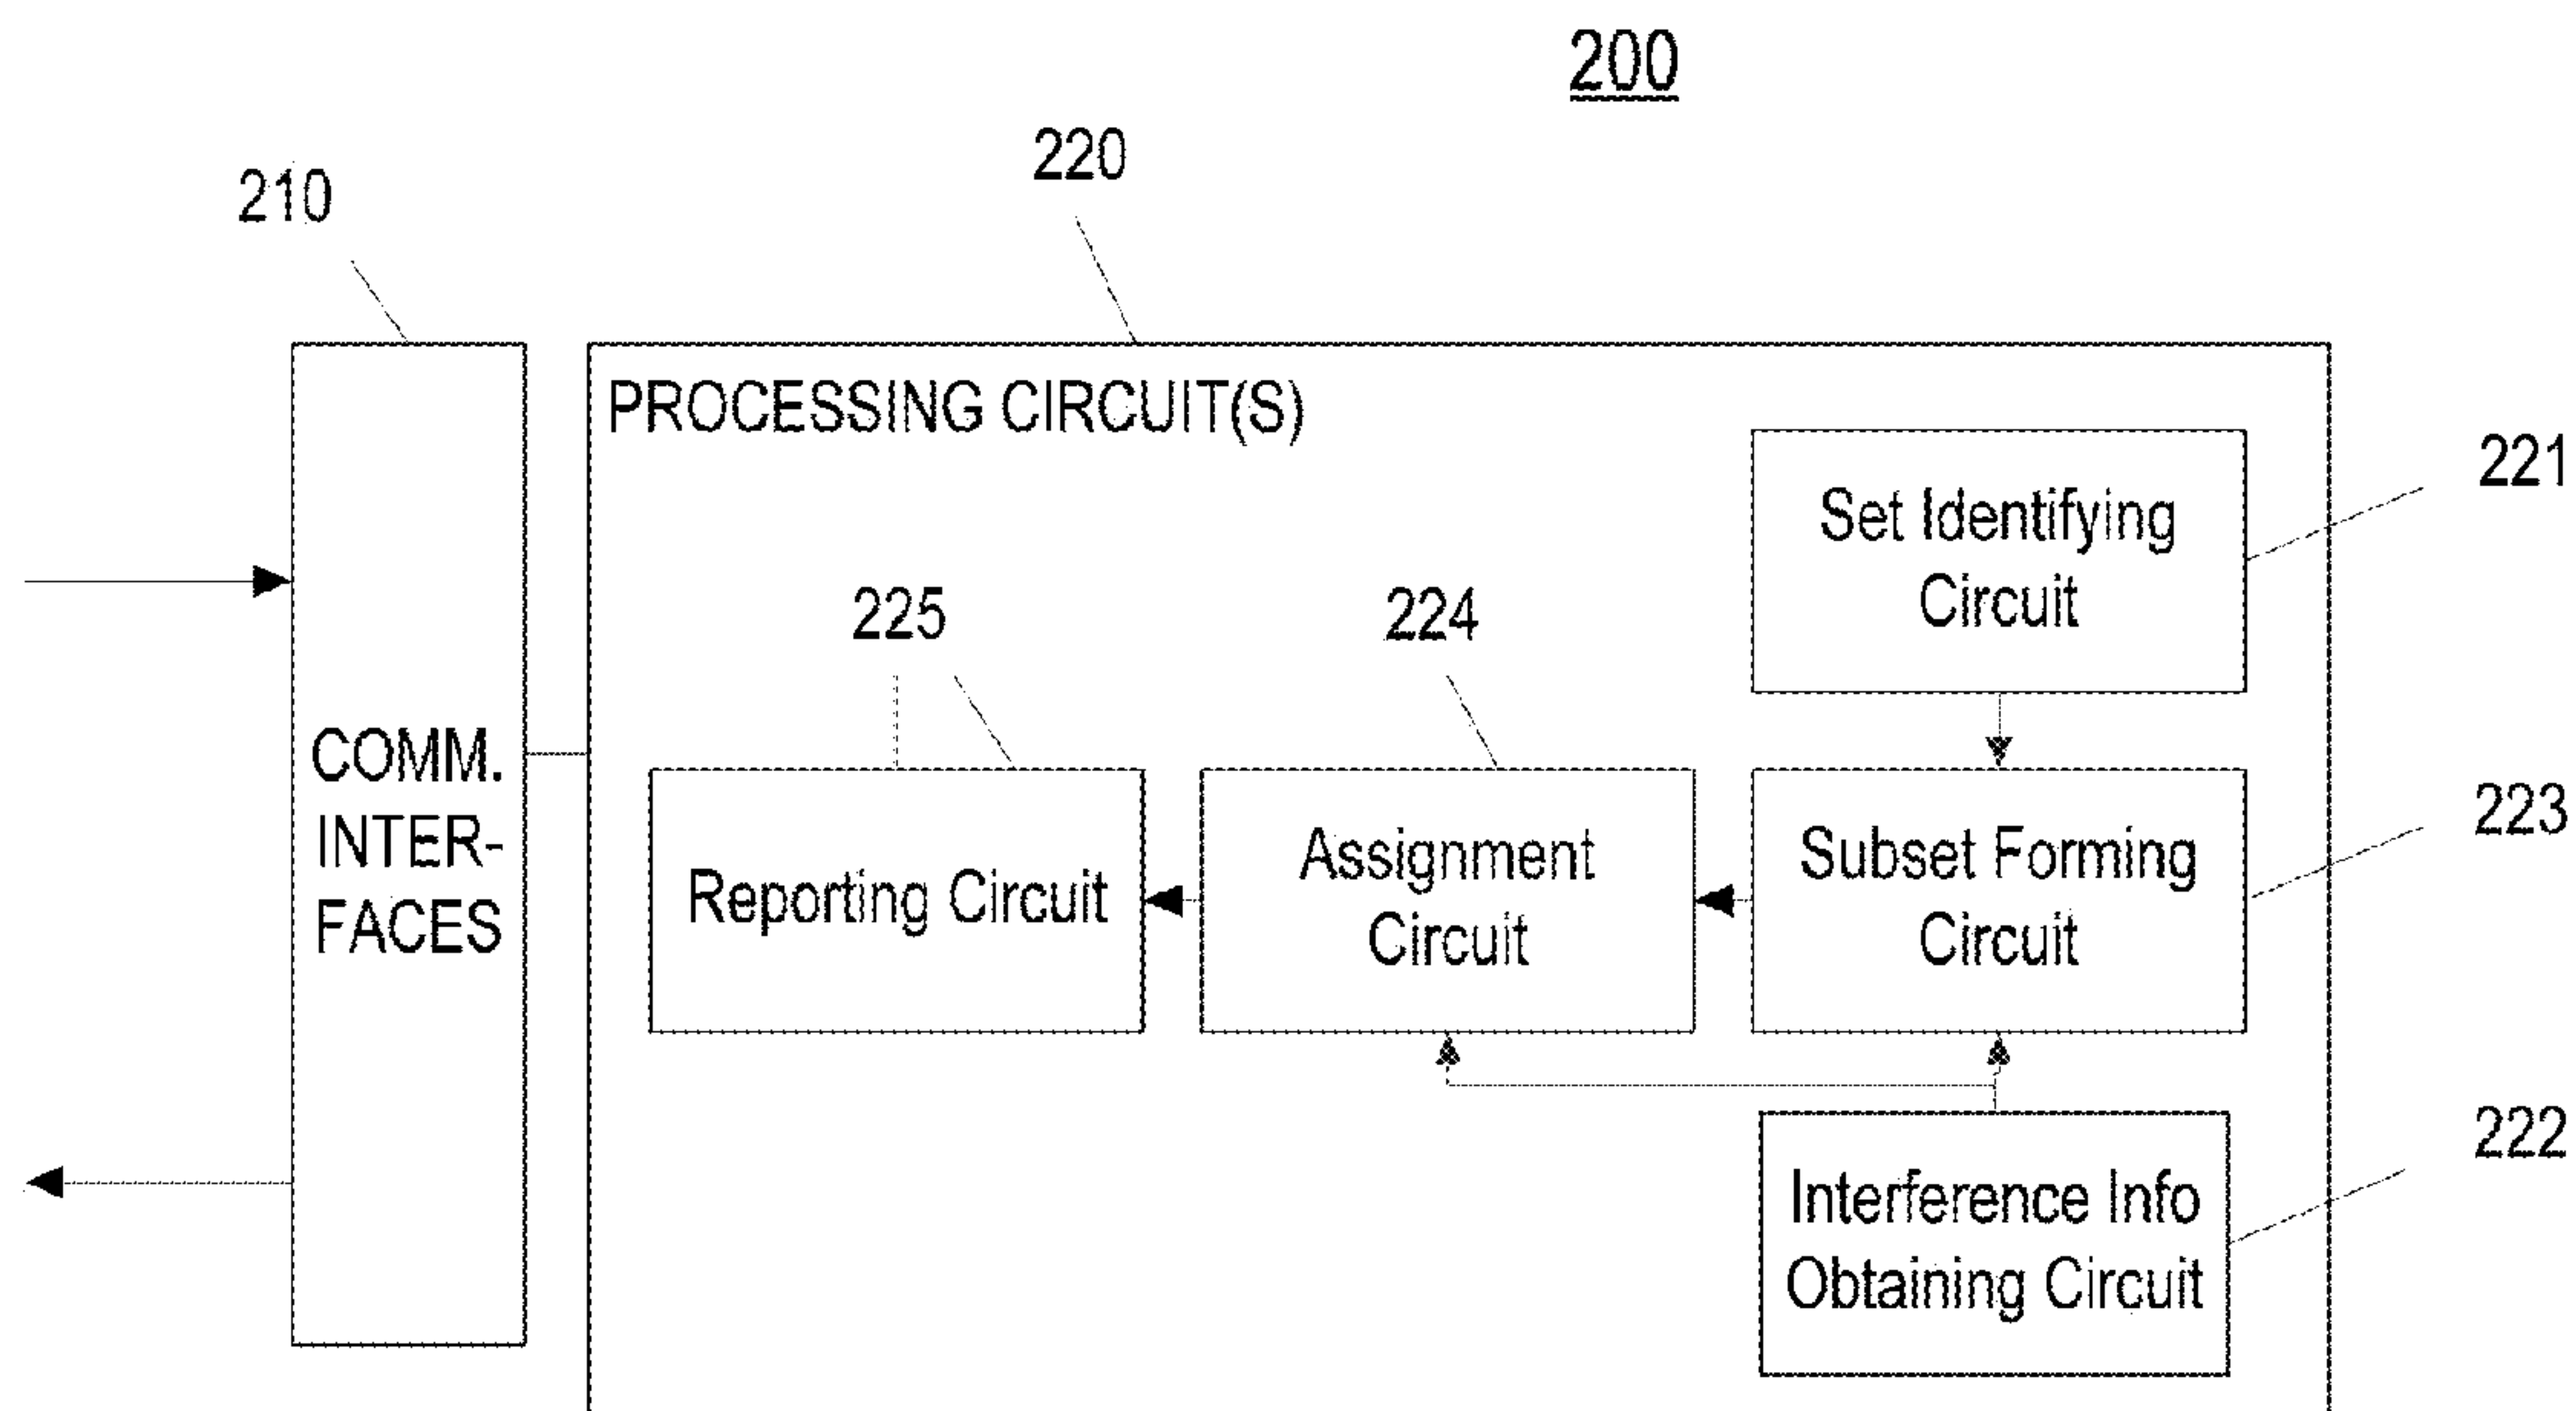 200
220
210
PROCESSING CIRCUIT(S)
221
Set Identifying
Circuit
225
224
COMM.
INTER-
FACES
223
Reporting Circuit
Assignment
Circuit
Subset Forming
Circuit
222
Interference Info
Obtaining Circuit